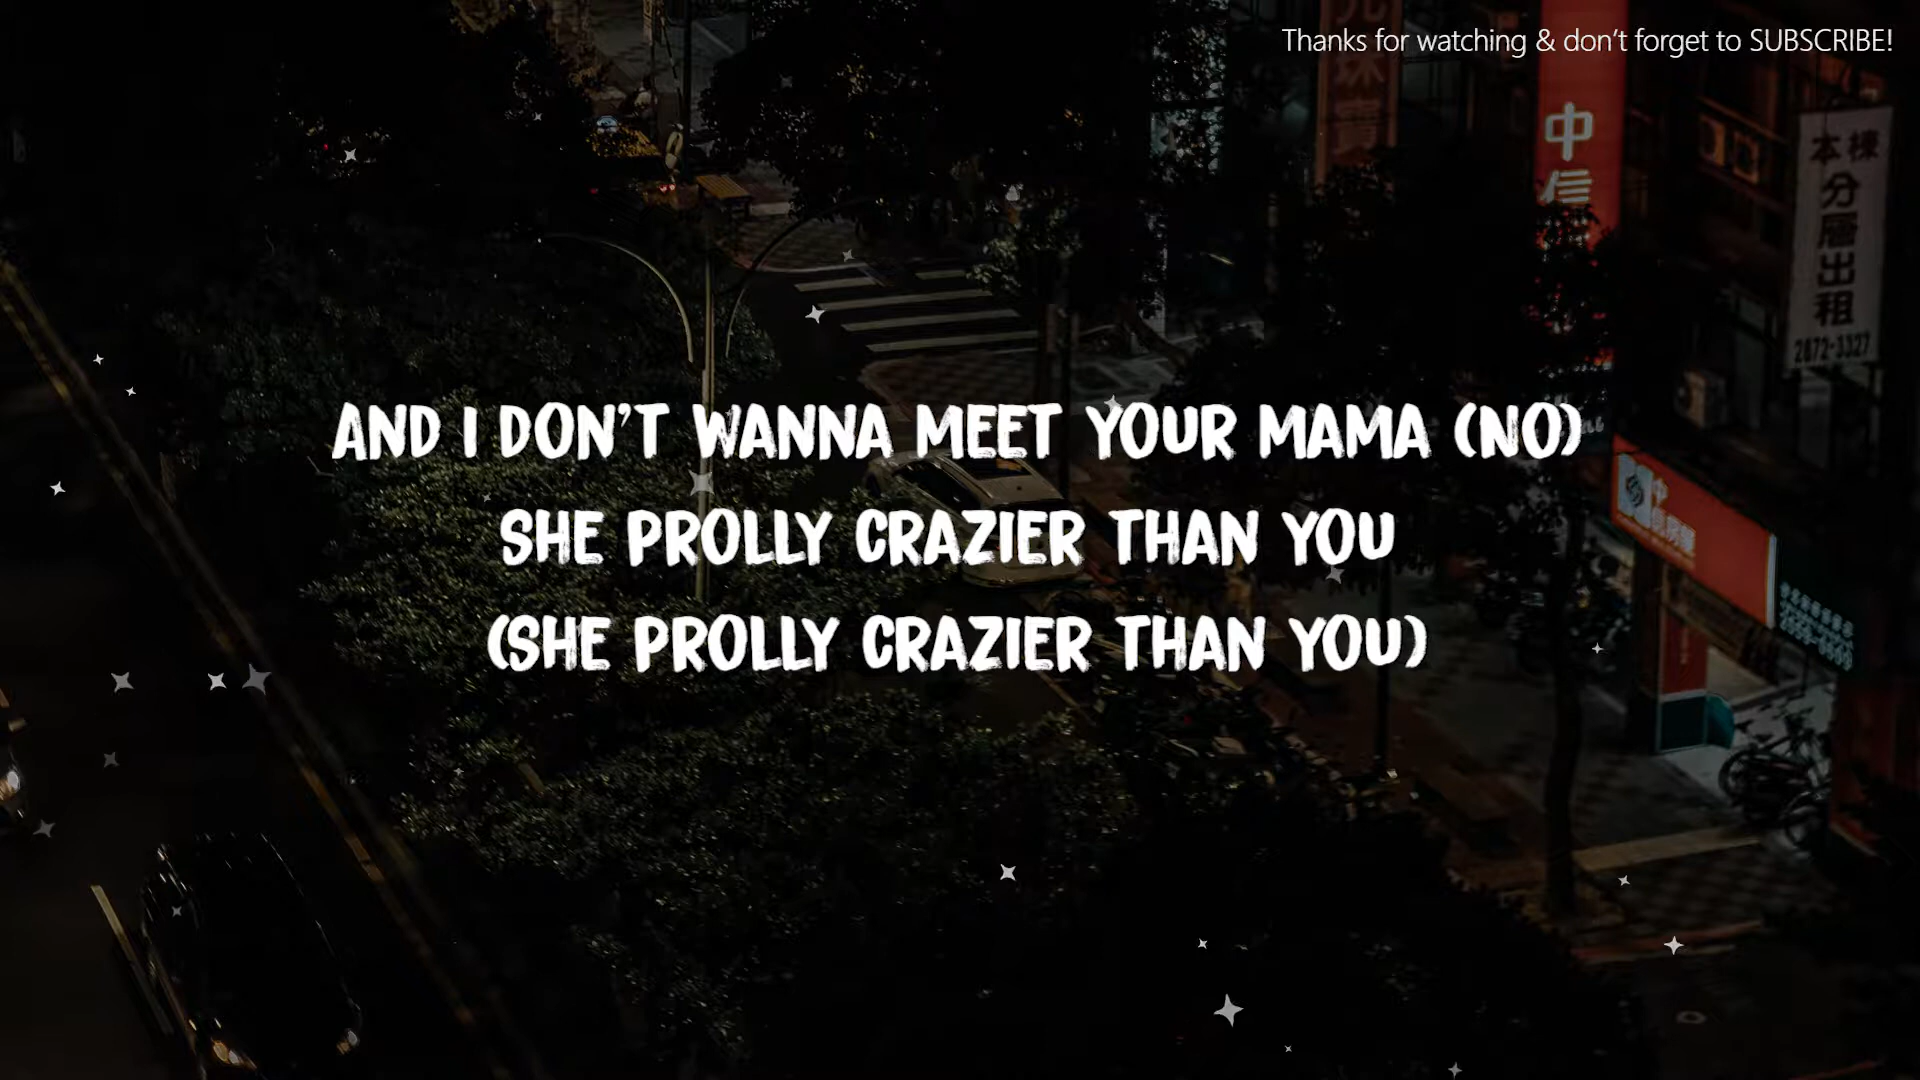 Thanks for watching & don't forget to SUBSCRIBE!
中信
本棟分層出租
2872-3327
AND I DON'T WANNA MEET YOUR MAMA (NO)
SHE PROLLY CRAZIER THAN YOU
(SHE PROLLY CRAZIER THAN YOU)